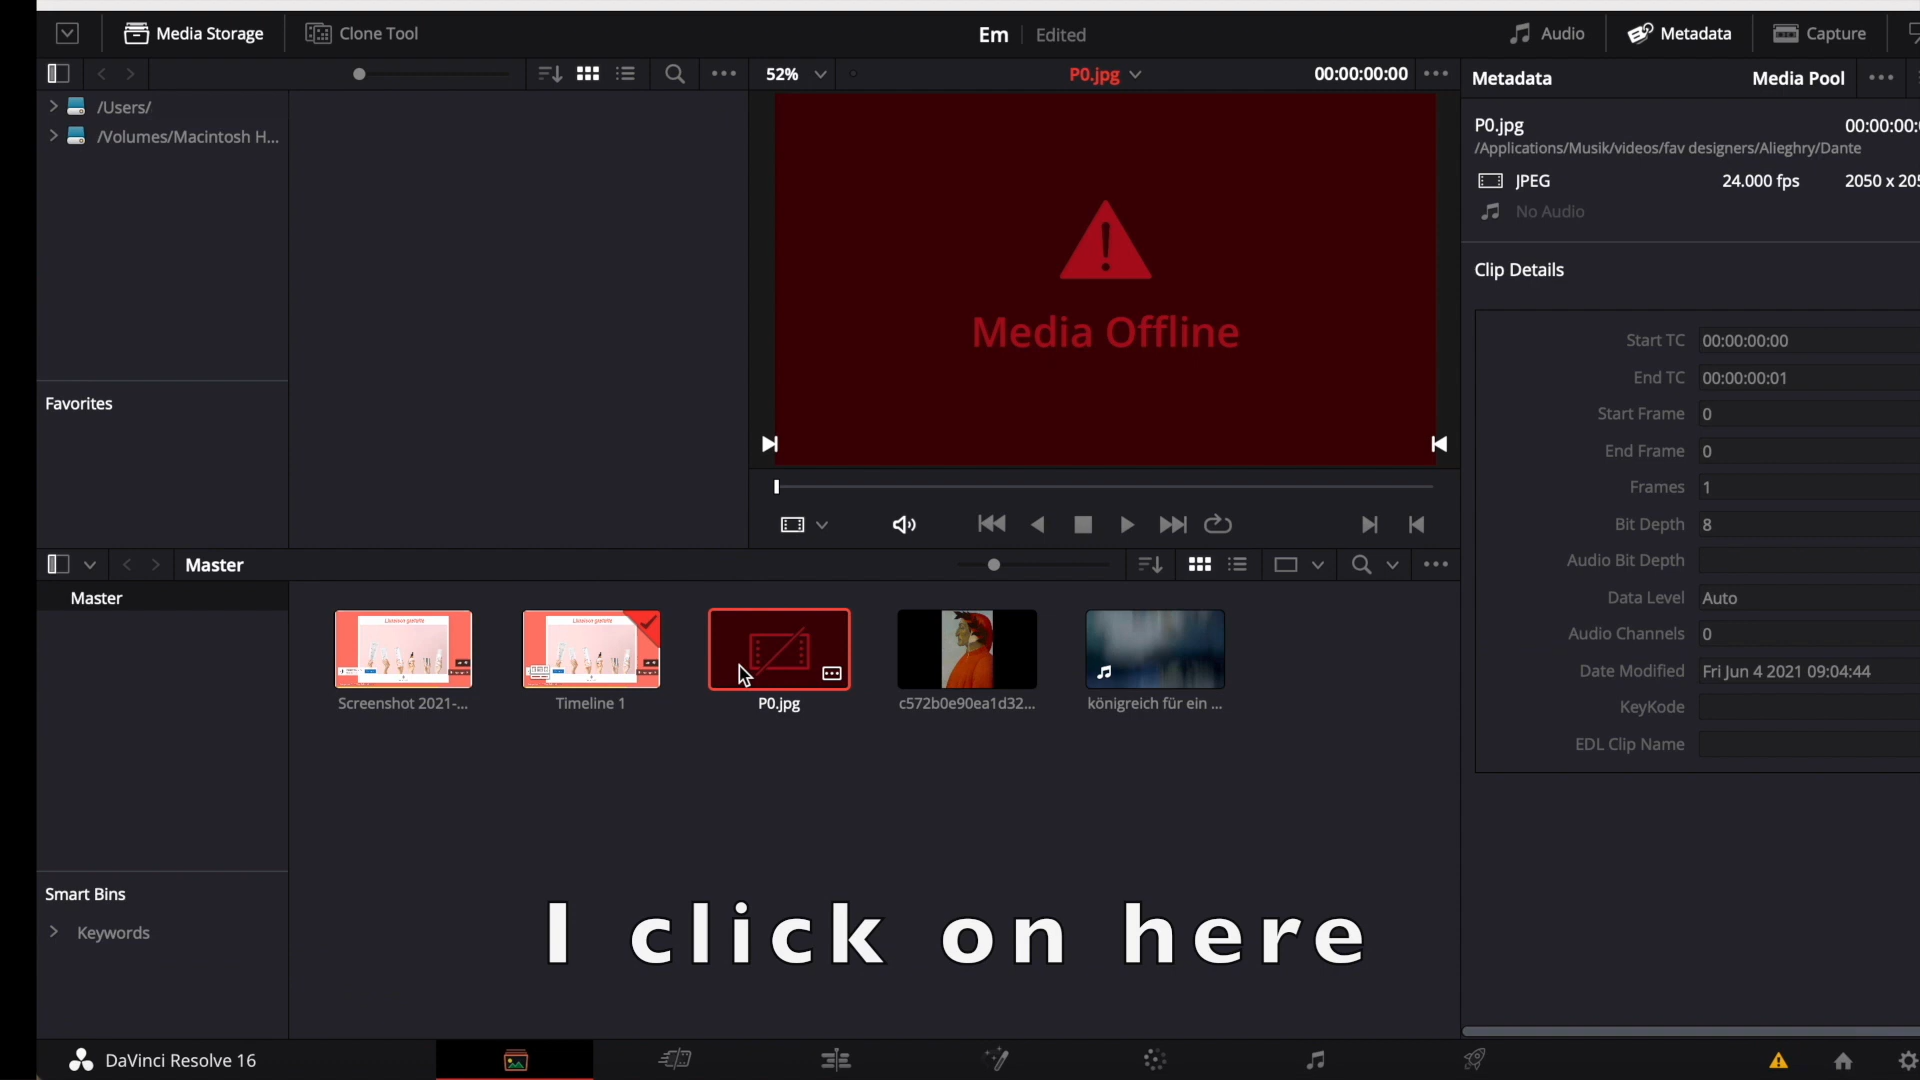 Media Storage
Clone Tool
Em
Edited
Audio
Metadata
Capture
52%
P0.jpg
00:00:00:00
Metadata
Media Pool
/Users/
/Volumes/Macintosh H...
P0.jpg
00:00:00:
/Applications/Musik/videos/fav designers/Alieghry/Dante
JPEG
24.000 fps
2050 x 205
No Audio
Clip Details
Media Offline
Start TC
00:00:00:00
End TC
00:00:00:01
Start Frame
0
End Frame
0
Frames
1
Bit Depth
8
Audio Bit Depth
Data Level
Auto
Audio Channels
0
Date Modified
Fri Jun 4 2021 09:04:44
KeyKode
EDL Clip Name
Favorites
Master
Master
Screenshot 2021-...
Timeline 1
P0.jpg
c572b0e90ea1d32...
königreich für ein ...
Smart Bins
Keywords
I click on here
DaVinci Resolve 16